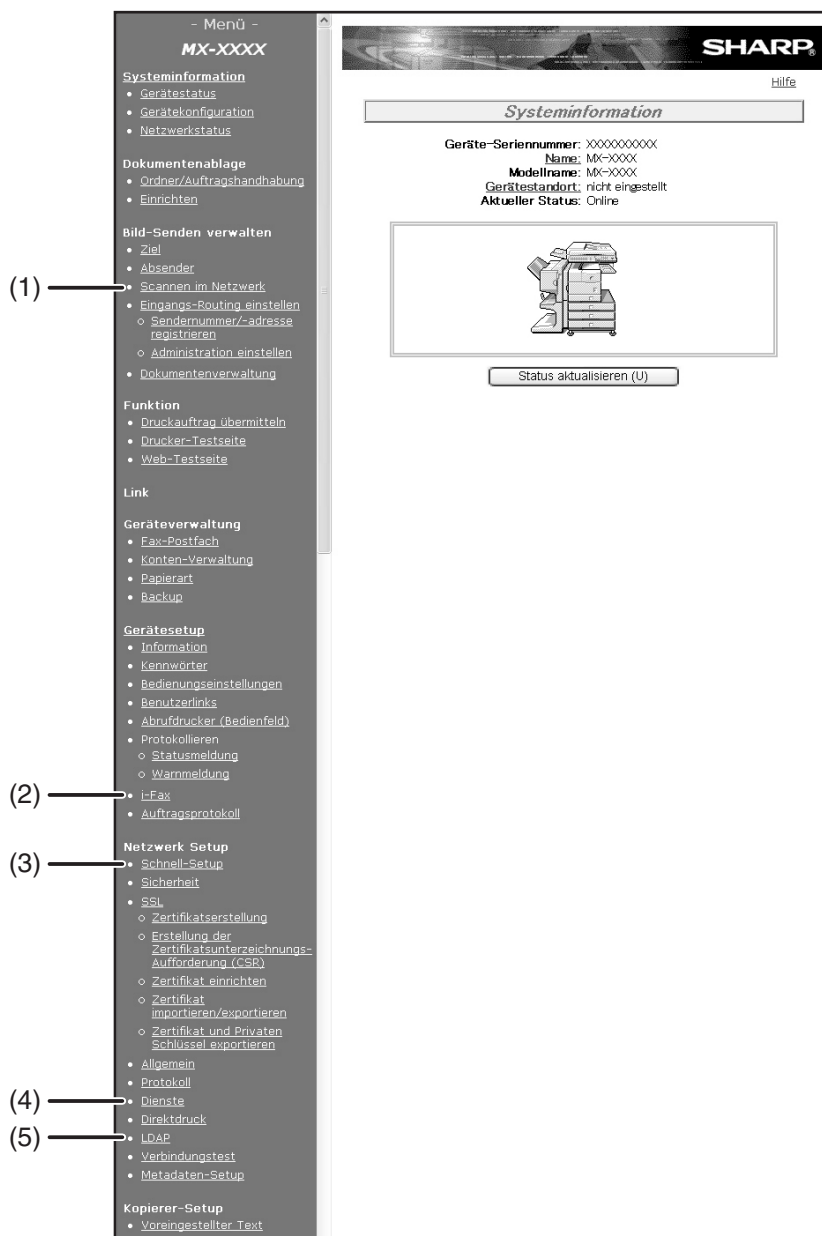 - Menü -
MX-XXXX
Systeminformation
• Gerätestatus
• Gerätekonfiguration
• Netzwerkstatus
Dokumentenablage
• Ordner/Auftragshandhabung
• Einrichten
Bild-Senden verwalten
• Ziel
• Absender
(1)
• Scannen im Netzwerk
• Eingangs-Routing einstellen
○ Sendernummer/-adresse
registrieren
○ Administration einstellen
• Dokumentenverwaltung
Funktion
• Druckauftrag übermitteln
• Drucker-Testseite
• Web-Testseite
Link
Geräteverwaltung
• Fax-Postfach
• Konten-Verwaltung
• Papierart
• Backup
Gerätesetup
• Information
• Kennwörter
• Bedienungseinstellungen
• Benutzerlinks
• Abrufdrucker (Bedienfeld)
• Protokollieren
○ Statusmeldung
○ Warnmeldung
(2)
• i-Fax
• Auftragsprotokoll
Netzwerk Setup
(3)
• Schnell-Setup
• Sicherheit
• SSL
○ Zertifikatserstellung
○ Erstellung der
Zertifikatsunterzeichnungs-
Aufforderung (CSR)
○ Zertifikat einrichten
○ Zertifikat
importieren/exportieren
○ Zertifikat und Privaten
Schlüssel exportieren
• Allgemein
• Protokoll
(4)
• Dienste
• Direktdruck
(5)
• LDAP
• Verbindungstest
• Metadaten-Setup
Kopierer-Setup
• Voreingestellter Text
SHARP®
Hilfe
Systeminformation
Geräte-Seriennummer: XXXXXXXXXX
Name: MX-XXXX
Modellname: MX-XXXX
Gerätestandort: nicht eingestellt
Aktueller Status: Online
Status aktualisieren (U)